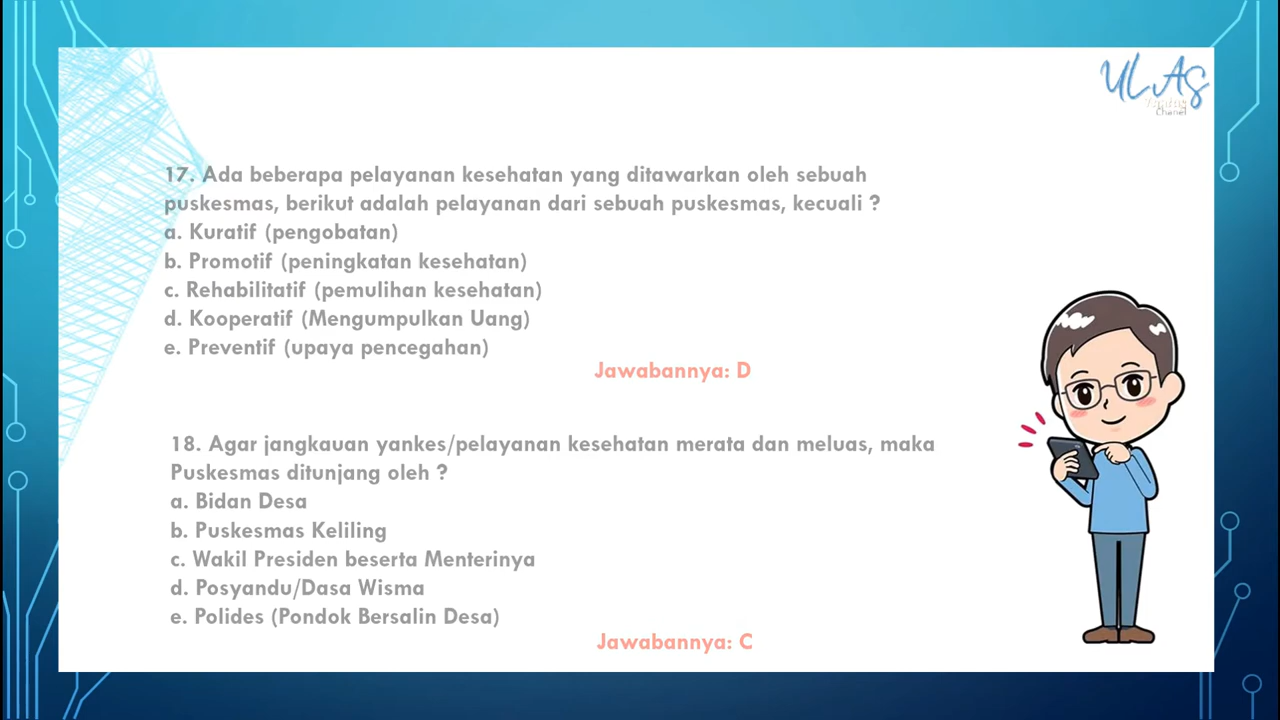 ULAS
Chanel
17. Ada beberapa pelayanan kesehatan yang ditawarkan oleh sebuah
puskesmas, berikut adalah pelayanan dari sebuah puskesmas, kecuali ?
a. Kuratif (pengobatan)
b. Promotif (peningkatan kesehatan)
c. Rehabilitatif (pemulihan kesehatan)
d. Kooperatif (Mengumpulkan Uang)
e. Preventif (upaya pencegahan)
Jawabannya: D
18. Agar jangkauan yankes/pelayanan kesehatan merata dan meluas, maka
Puskesmas ditunjang oleh ?
a. Bidan Desa
b. Puskesmas Keliling
c. Wakil Presiden beserta Menterinya
d. Posyandu/Dasa Wisma
e. Polides (Pondok Bersalin Desa)
Jawabannya: C